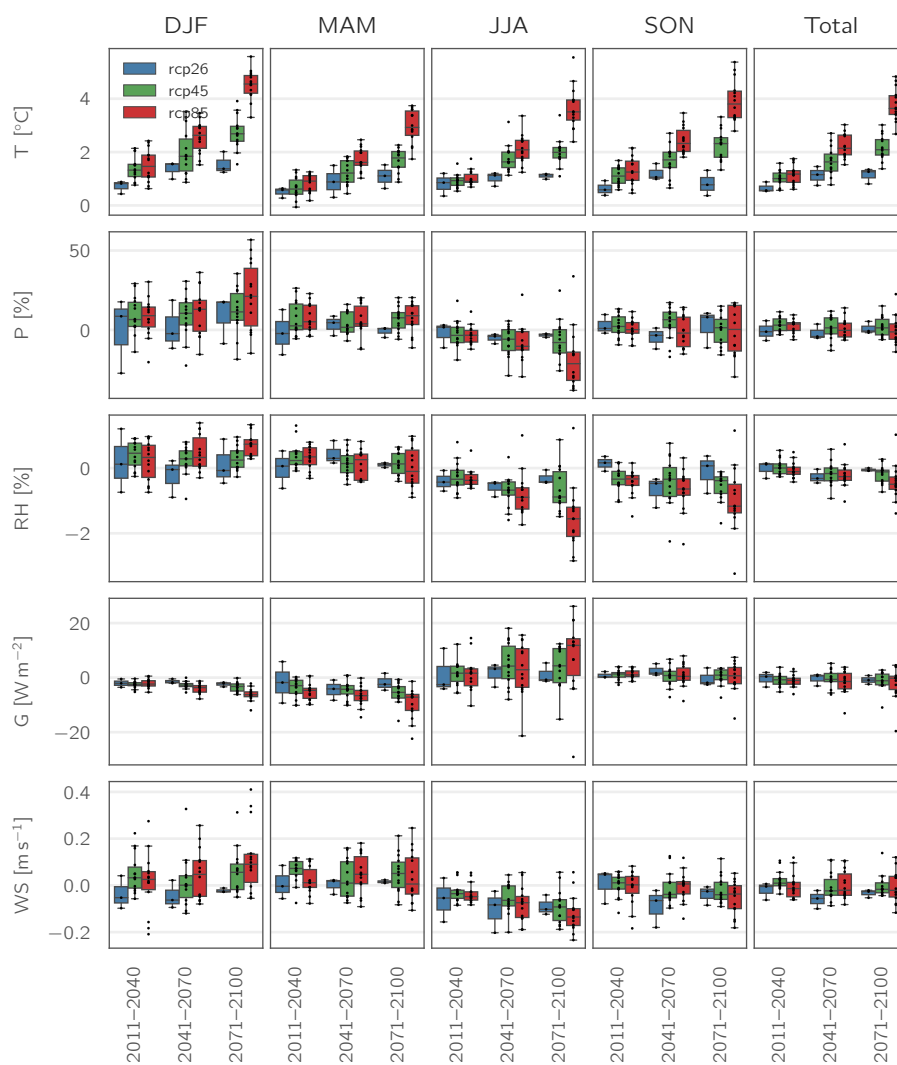 DJF MAM JJA SON Total
rcp26
rcp45
rcp85
T [°C]
4
2
0
P [%]
50
0
RH [%]
0
−2
G [W m−2]
20
0
−20
WS [m s−1]
0.4
0.2
0.0
−0.2
2011−2040 2041−2070 2071−2100 2011−2040 2041−2070 2071−2100 2011−2040 2041−2070 2071−2100 2011−2040 2041−2070 2071−2100 2011−2040 2041−2070 2071−2100